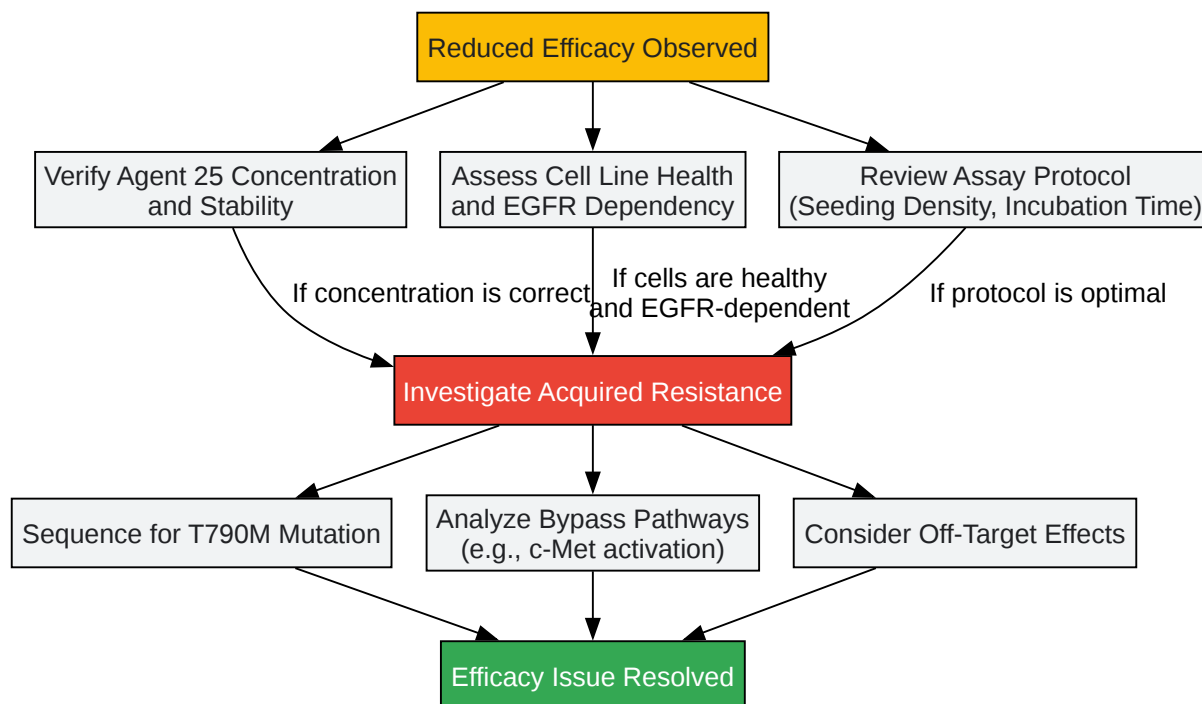 Reduced Efficacy Observed
Verify Agent 25 Concentration
and Stability
Assess Cell Line Health
and EGFR Dependency
Review Assay Protocol
(Seeding Density, Incubation Time)
If concentration is correct
If cells are healthy
and EGFR-dependent
If protocol is optimal
Investigate Acquired Resistance
Sequence for T790M Mutation
Analyze Bypass Pathways
(e.g., c-Met activation)
Consider Off-Target Effects
Efficacy Issue Resolved